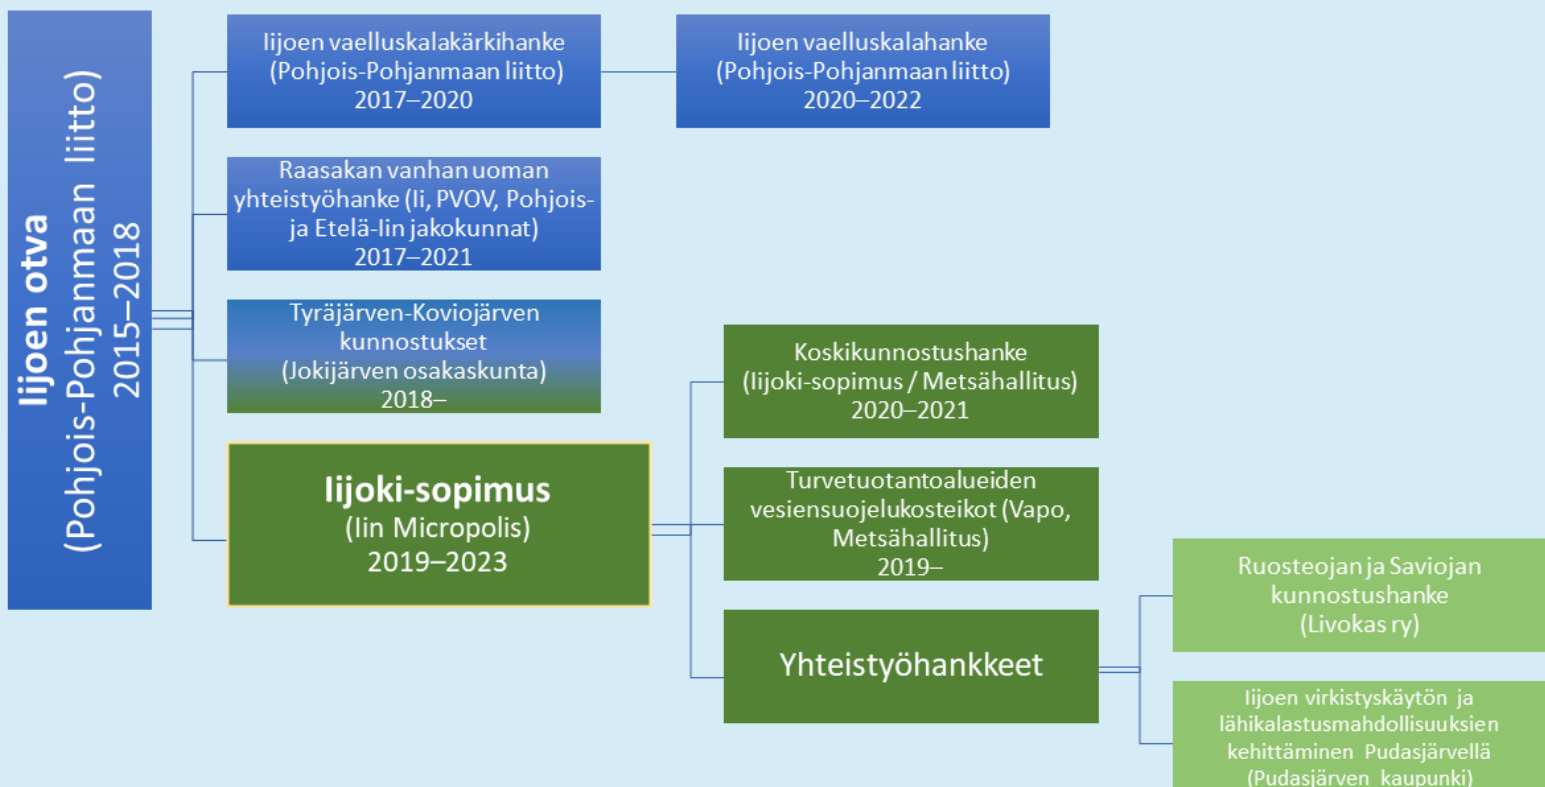 Iijoen otva
(Pohjois-Pohjanmaan liitto)
2015–2018
Iijoen vaelluskalakärkihanke
(Pohjois-Pohjanmaan liitto)
2017–2020
Iijoen vaelluskalahanke
(Pohjois-Pohjanmaan liitto)
2020–2022
Raasakan vanhan uoman
yhteistyöhanke (Ii, PVOV, Pohjois-
ja Etelä-Iin jakokunnat)
2017–2021
Tyräjärven-Koviojärven
kunnostukset
(Jokijärven osakaskunta)
2018–
Iijoki-sopimus
(Iin Micropolis)
2019–2023
Koskikunnostushanke
(Iijoki-sopimus / Metsähallitus)
2020–2021
Turvetuotantoalueiden
vesiensuojelukosteikot (Vapo,
Metsähallitus)
2019–
Yhteistyöhankkeet
Ruosteojan ja Saviojan
kunnostushanke
(Livokas ry)
Iijoen virkistyskäytön ja
lähikalastusmahdollisuuksien
kehittäminen Pudasjärvellä
(Pudasjärven kaupunki)